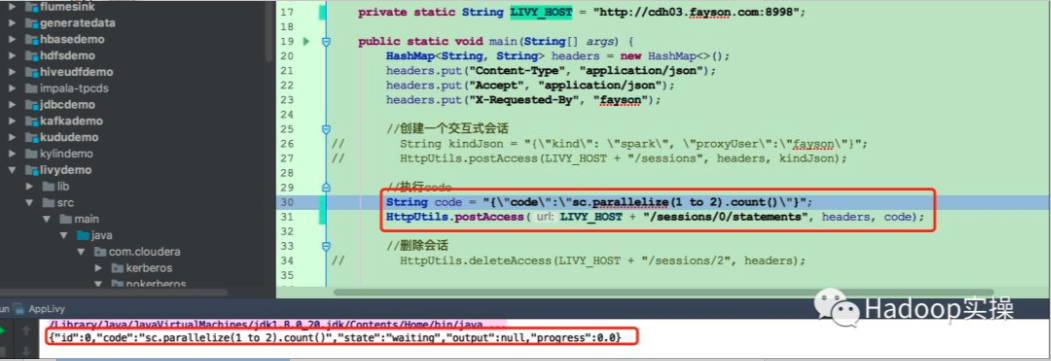 flumesink
generatedata
hbasedemo
hdfsdemo
hiveudfdemo
impala-tpcds
jdbcdemo
kafkademo
kududemo
kylindemo
livydemo
lib
src
main
java
com.cloudera
kerberos
nokerberos
17 private static String LIVY_HOST = "http://cdh03.fayson.com:8998";
18
19 public static void main(String[] args) {
20 HashMap<String, String> headers = new HashMap<>();
21 headers.put("Content-Type", "application/json");
22 headers.put("Accept", "application/json");
23 headers.put("X-Requested-By", "fayson");
24
25 //创建一个交互式会话
26 // String kindJson = "{\"kind\": \"spark\", \"proxyUser\":\"fayson\"}";
27 // HttpUtils.postAccess(LIVY_HOST + "/sessions", headers, kindJson);
28
29 //执行code
30 String code = "{\"code\":\"sc.parallelize(1 to 2).count()\"}";
31 HttpUtils.postAccess( url: LIVY_HOST + "/sessions/0/statements", headers, code);
32
33 //删除会话
34 // HttpUtils.deleteAccess(LIVY_HOST + "/sessions/2", headers);
35
Hadoop实操
un AppLivy
/Library/Java/JavaVirtualMachines/jdk1.8.0_20.jdk/Contents/Home/bin/java ...
{"id":0,"code":"sc.parallelize(1 to 2).count()","state":"waiting","output":null,"progress":0.0}